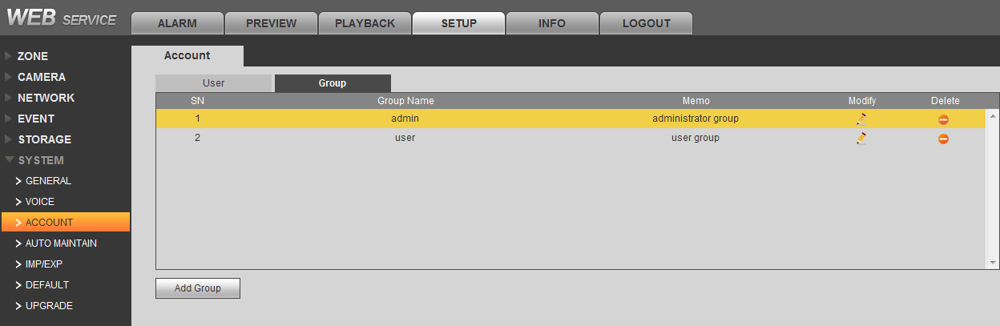 WEB SERVICE
ALARM PREVIEW PLAYBACK SETUP INFO LOGOUT
ZONE
CAMERA
NETWORK
EVENT
STORAGE
SYSTEM
GENERAL
VOICE
ACCOUNT
AUTO MAINTAIN
IMP/EXP
DEFAULT
UPGRADE
Account
User Group
SN Group Name Memo Modify Delete
1 admin administrator group
2 user user group
Add Group